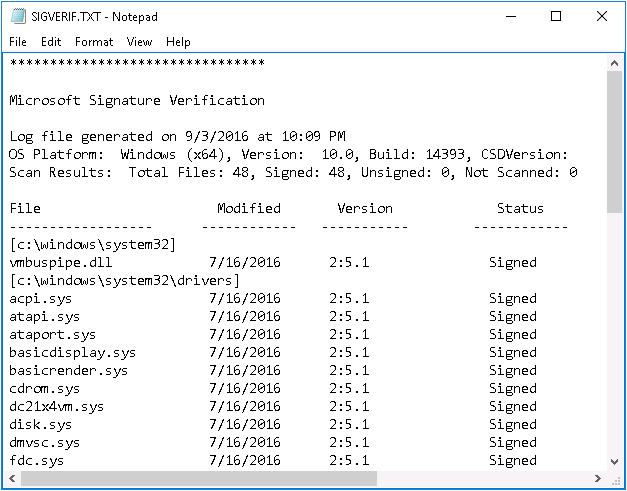 SIGVERIF.TXT - Notepad
File Edit Format View Help
********************************
Microsoft Signature Verification
Log file generated on 9/3/2016 at 10:09 PM
OS Platform:  Windows (x64), Version:  10.0, Build: 14393, CSDVersion:
Scan Results:  Total Files: 48, Signed: 48, Unsigned: 0, Not Scanned: 0
File Modified Version Status
------------------ ------------ ----------- ------------
[c:\windows\system32]
vmbuspipe.dll 7/16/2016 2:5.1 Signed
[c:\windows\system32\drivers]
acpi.sys 7/16/2016 2:5.1 Signed
atapi.sys 7/16/2016 2:5.1 Signed
ataport.sys 7/16/2016 2:5.1 Signed
basicdisplay.sys 7/16/2016 2:5.1 Signed
basicrender.sys 7/16/2016 2:5.1 Signed
cdrom.sys 7/16/2016 2:5.1 Signed
dc21x4vm.sys 7/16/2016 2:5.1 Signed
disk.sys 7/16/2016 2:5.1 Signed
dmvsc.sys 7/16/2016 2:5.1 Signed
fdc.sys 7/16/2016 2:5.1 Signed